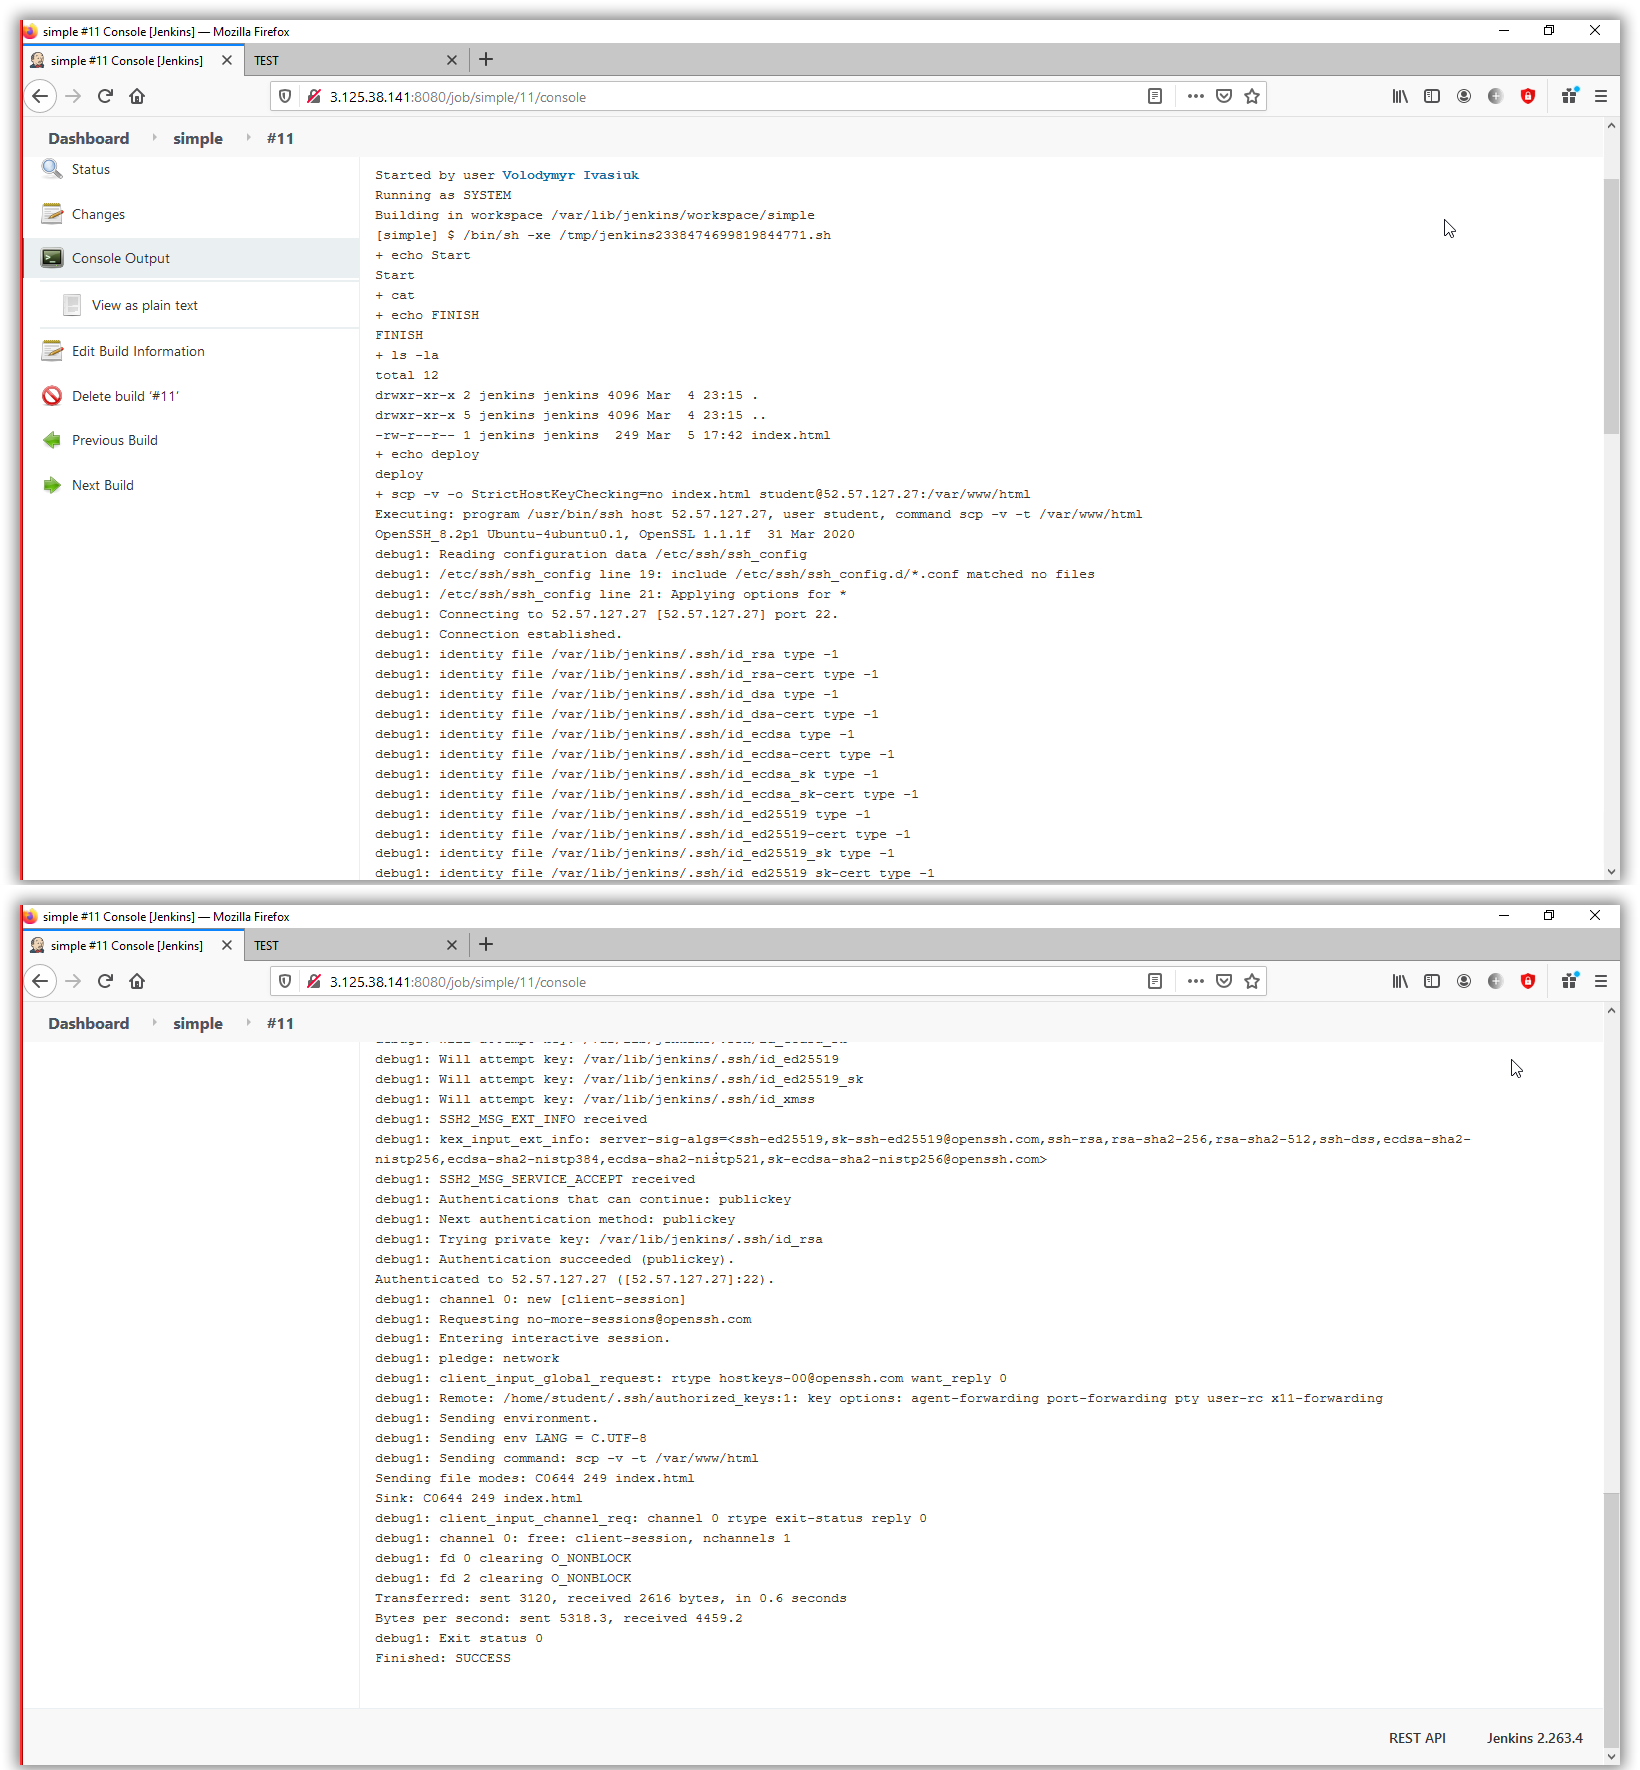 simple #11 Console [Jenkins] — Mozilla Firefox
simple #11 Console [Jenkins]
TEST
3.125.38.141:8080/job/simple/11/console
Dashboard simple #11
Status
Changes
Console Output
View as plain text
Edit Build Information
Delete build ‘#11’
Previous Build
Next Build
Started by user Volodymyr Ivasiuk
Running as SYSTEM
Building in workspace /var/lib/jenkins/workspace/simple
[simple] $ /bin/sh -xe /tmp/jenkins2338474699819844771.sh
+ echo Start
Start
+ cat
+ echo FINISH
FINISH
+ ls -la
total 12
drwxr-xr-x 2 jenkins jenkins 4096 Mar  4 23:15 .
drwxr-xr-x 5 jenkins jenkins 4096 Mar  4 23:15 ..
-rw-r--r-- 1 jenkins jenkins  249 Mar  5 17:42 index.html
+ echo deploy
deploy
+ scp -v -o StrictHostKeyChecking=no index.html student@52.57.127.27:/var/www/html
Executing: program /usr/bin/ssh host 52.57.127.27, user student, command scp -v -t /var/www/html
OpenSSH_8.2p1 Ubuntu-4ubuntu0.1, OpenSSL 1.1.1f  31 Mar 2020
debug1: Reading configuration data /etc/ssh/ssh_config
debug1: /etc/ssh/ssh_config line 19: include /etc/ssh/ssh_config.d/*.conf matched no files
debug1: /etc/ssh/ssh_config line 21: Applying options for *
debug1: Connecting to 52.57.127.27 [52.57.127.27] port 22.
debug1: Connection established.
debug1: identity file /var/lib/jenkins/.ssh/id_rsa type -1
debug1: identity file /var/lib/jenkins/.ssh/id_rsa-cert type -1
debug1: identity file /var/lib/jenkins/.ssh/id_dsa type -1
debug1: identity file /var/lib/jenkins/.ssh/id_dsa-cert type -1
debug1: identity file /var/lib/jenkins/.ssh/id_ecdsa type -1
debug1: identity file /var/lib/jenkins/.ssh/id_ecdsa-cert type -1
debug1: identity file /var/lib/jenkins/.ssh/id_ecdsa_sk type -1
debug1: identity file /var/lib/jenkins/.ssh/id_ecdsa_sk-cert type -1
debug1: identity file /var/lib/jenkins/.ssh/id_ed25519 type -1
debug1: identity file /var/lib/jenkins/.ssh/id_ed25519-cert type -1
debug1: identity file /var/lib/jenkins/.ssh/id_ed25519_sk type -1
debug1: identity file /var/lib/jenkins/.ssh/id_ed25519_sk-cert type -1
simple #11 Console [Jenkins] — Mozilla Firefox
simple #11 Console [Jenkins]
TEST
3.125.38.141:8080/job/simple/11/console
Dashboard simple #11
debug1: Will attempt key: /var/lib/jenkins/.ssh/id_ed25519
debug1: Will attempt key: /var/lib/jenkins/.ssh/id_ed25519_sk
debug1: Will attempt key: /var/lib/jenkins/.ssh/id_xmss
debug1: SSH2_MSG_EXT_INFO received
debug1: kex_input_ext_info: server-sig-algs=<ssh-ed25519,sk-ssh-ed25519@openssh.com,ssh-rsa,rsa-sha2-256,rsa-sha2-512,ssh-dss,ecdsa-sha2-
nistp256,ecdsa-sha2-nistp384,ecdsa-sha2-nistp521,sk-ecdsa-sha2-nistp256@openssh.com>
debug1: SSH2_MSG_SERVICE_ACCEPT received
debug1: Authentications that can continue: publickey
debug1: Next authentication method: publickey
debug1: Trying private key: /var/lib/jenkins/.ssh/id_rsa
debug1: Authentication succeeded (publickey).
Authenticated to 52.57.127.27 ([52.57.127.27]:22).
debug1: channel 0: new [client-session]
debug1: Requesting no-more-sessions@openssh.com
debug1: Entering interactive session.
debug1: pledge: network
debug1: client_input_global_request: rtype hostkeys-00@openssh.com want_reply 0
debug1: Remote: /home/student/.ssh/authorized_keys:1: key options: agent-forwarding port-forwarding pty user-rc x11-forwarding
debug1: Sending environment.
debug1: Sending env LANG = C.UTF-8
debug1: Sending command: scp -v -t /var/www/html
Sending file modes: C0644 249 index.html
Sink: C0644 249 index.html
debug1: client_input_channel_req: channel 0 rtype exit-status reply 0
debug1: channel 0: free: client-session, nchannels 1
debug1: fd 0 clearing O_NONBLOCK
debug1: fd 2 clearing O_NONBLOCK
Transferred: sent 3120, received 2616 bytes, in 0.6 seconds
Bytes per second: sent 5318.3, received 4459.2
debug1: Exit status 0
Finished: SUCCESS
REST API Jenkins 2.263.4